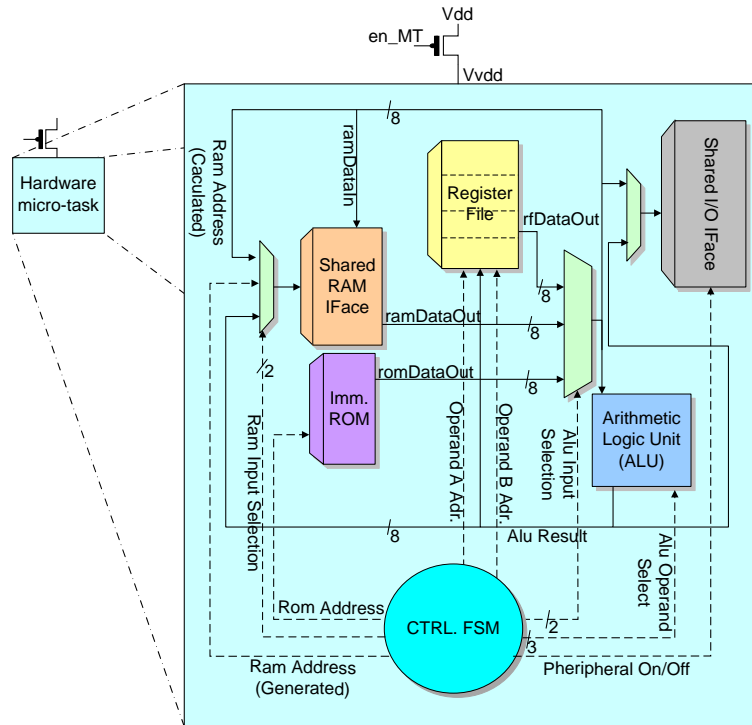 Vdd
en_MT
Vvdd
8
Hardware
micro-task
Ram Address
(Caculated)
ramDataIn
Register
File
rfDataOut
Shared I/O IFace
Shared
RAM
IFace
8
ramDataOut
8
2
romDataOut
8
Imm.
ROM
Arithmetic
Logic Unit
(ALU)
Ram Input Selection
Operand A Adr.
Operand B Adr.
Alu Input
Selection
8
Alu Result
Alu Operand
Select
Rom Address
CTRL. FSM
2
3
Ram Address
(Generated)
Pheripheral On/Off